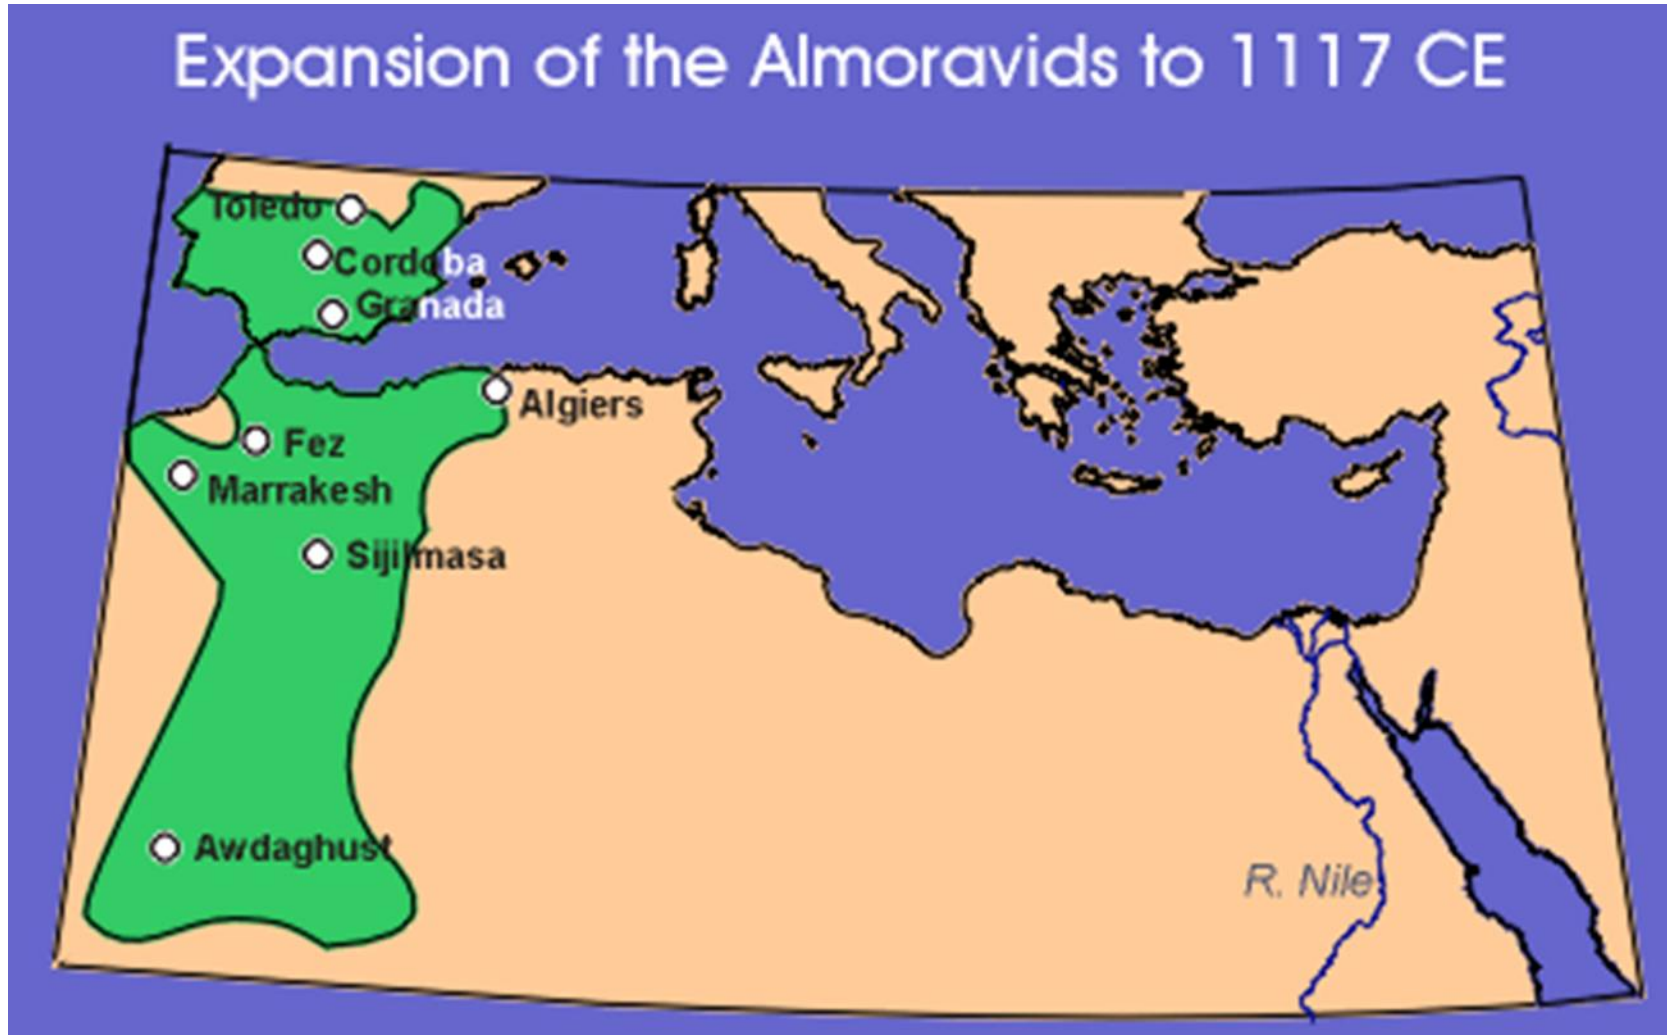 Expansion of the Almoravids to 1117 CE
Toledo
Cordoba
Granada
Algiers
Fez
Marrakesh
Sijilmasa
Awdaghust
R. Nile